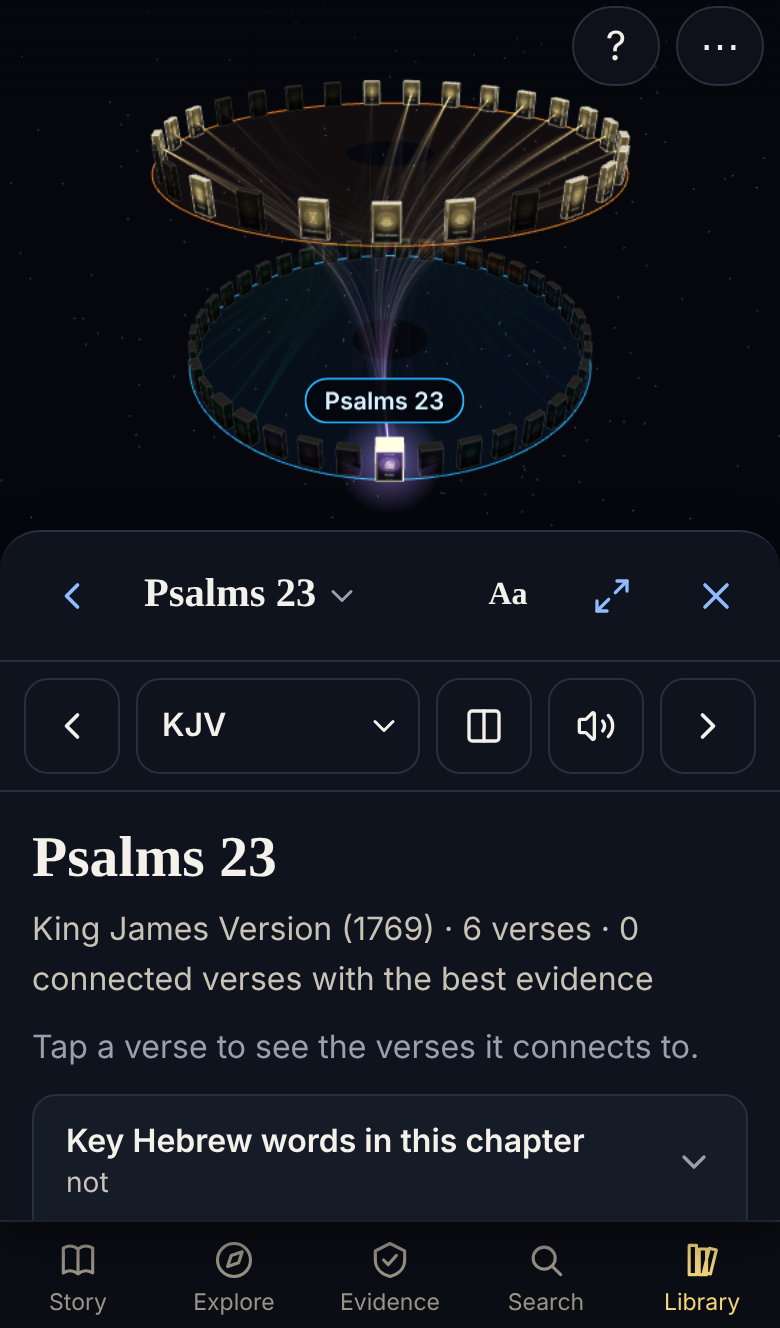 ?
...
Psalms 23
Psalms 23
Aa
KJV
Psalms 23
King James Version (1769) · 6 verses · 0
connected verses with the best evidence
Tap a verse to see the verses it connects to.
Key Hebrew words in this chapter
not
Story
Explore
Evidence
Search
Library